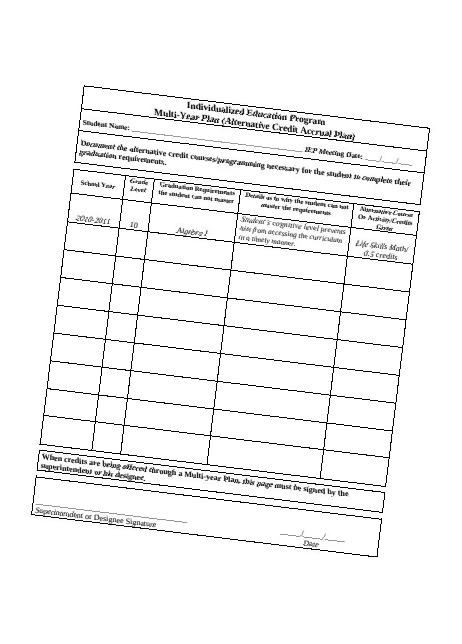 Individualized Education Program
Multi-Year Plan (Alternative Credit Accrual Plan)
Student Name: ______________________ IEP Meeting Date: ___/___/___
Document the alternative credit courses/programming necessary for the student to complete their
graduation requirements.
School Year
Grade
Level
Graduation Requirements
the student can not master
Details as to why the student can not
master the requirements
Alternative Course
Or Activity/Credits
Given
2010-2011
10
Algebra I
Student's cognitive level prevents
him from accessing the curriculum
in a timely manner.
Life Skills Math/
0.5 credits
When credits are being offered through a Multi-year Plan, this page must be signed by the
superintendent or his designee.
Superintendent or Designee Signature
___/___/___
Date